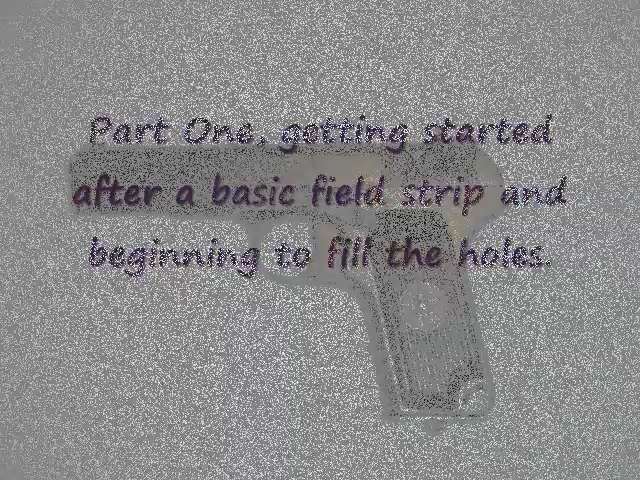 Part One, getting started
after a basic field strip and
beginning to fill the holes.